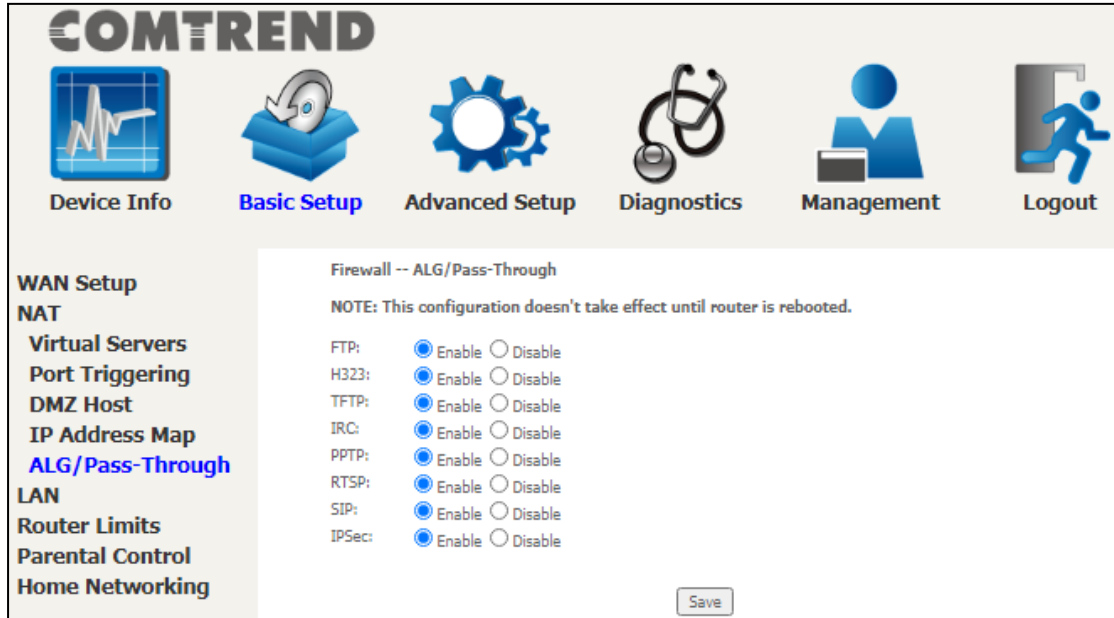 COMTREND
Device Info
Basic Setup
Advanced Setup
Diagnostics
Management
Logout
WAN Setup
NAT
Virtual Servers
Port Triggering
DMZ Host
IP Address Map
ALG/Pass-Through
LAN
Router Limits
Parental Control
Home Networking
Firewall -- ALG/Pass-Through
NOTE: This configuration doesn't take effect until router is rebooted.
FTP: Enable Disable
H323: Enable Disable
TFTP: Enable Disable
IRC: Enable Disable
PPTP: Enable Disable
RTSP: Enable Disable
SIP: Enable Disable
IPSec: Enable Disable
Save